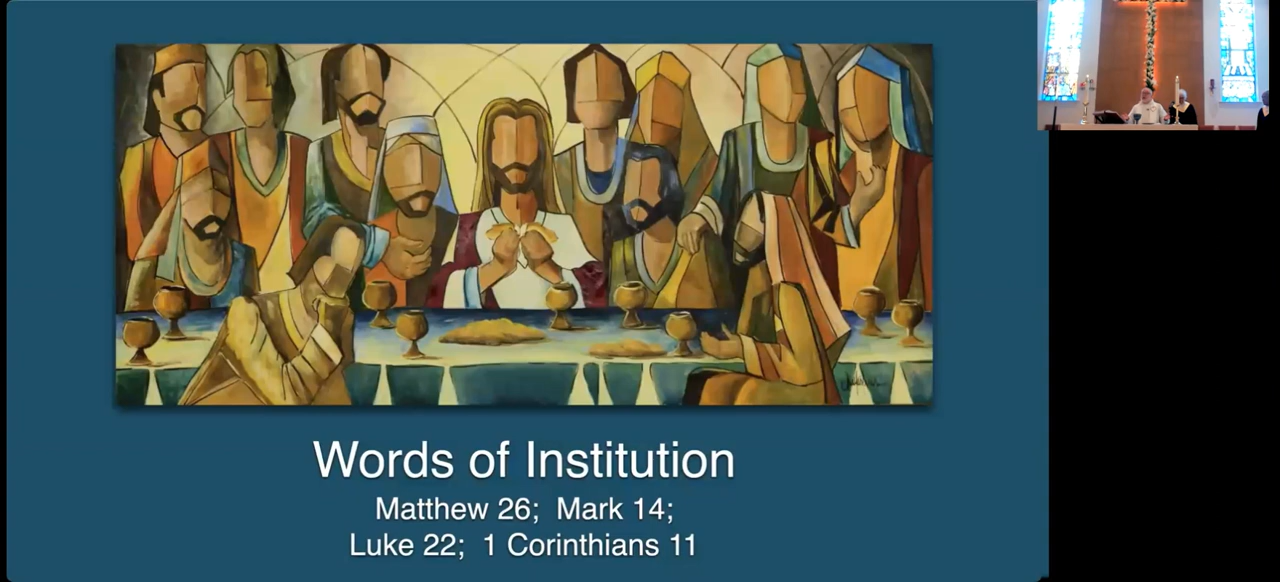 Words of Institution
Matthew 26;  Mark 14;
Luke 22;  1 Corinthians 11